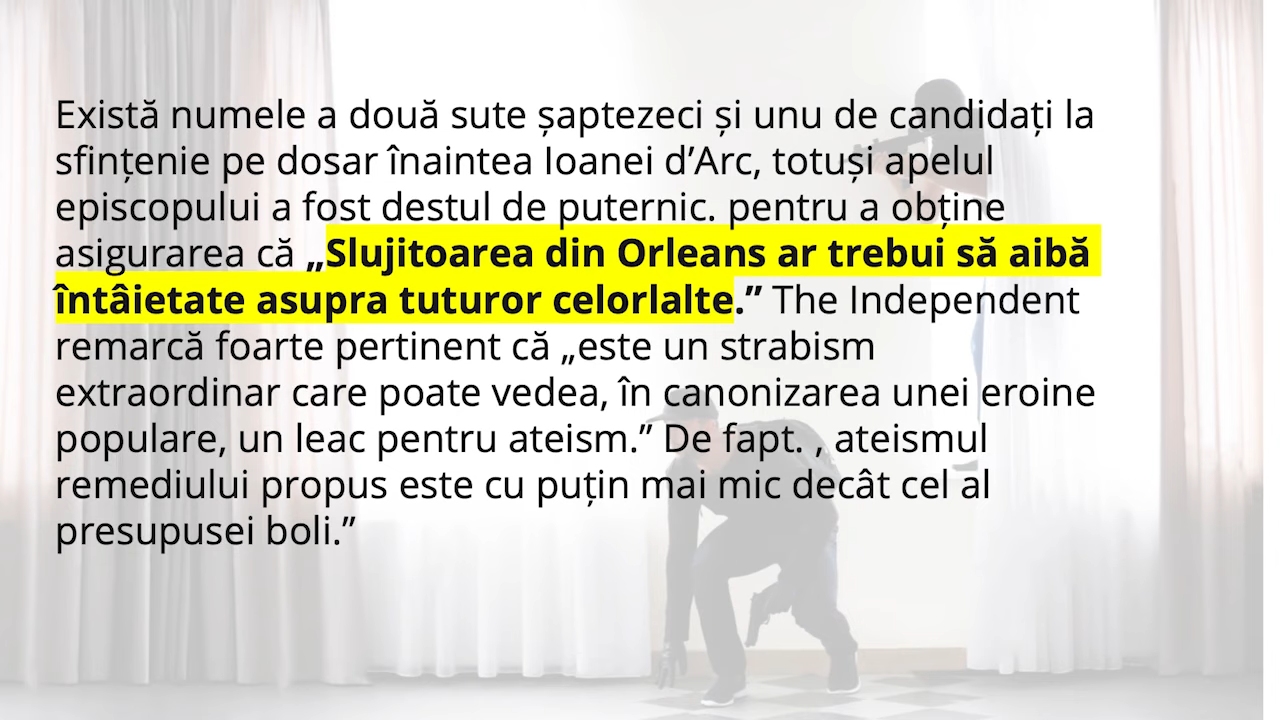 Există numele a două sute șaptezeci și unu de candidați la
sfințenie pe dosar înaintea Ioanei d’Arc, totuși apelul
episcopului a fost destul de puternic. pentru a obține
asigurarea că „Slujitoarea din Orleans ar trebui să aibă
întâietate asupra tuturor celorlalte.” The Independent
remarcă foarte pertinent că „este un strabism
extraordinar care poate vedea, în canonizarea unei eroine
populare, un leac pentru ateism.” De fapt. , ateismul
remediului propus este cu puțin mai mic decât cel al
presupusei boli.”